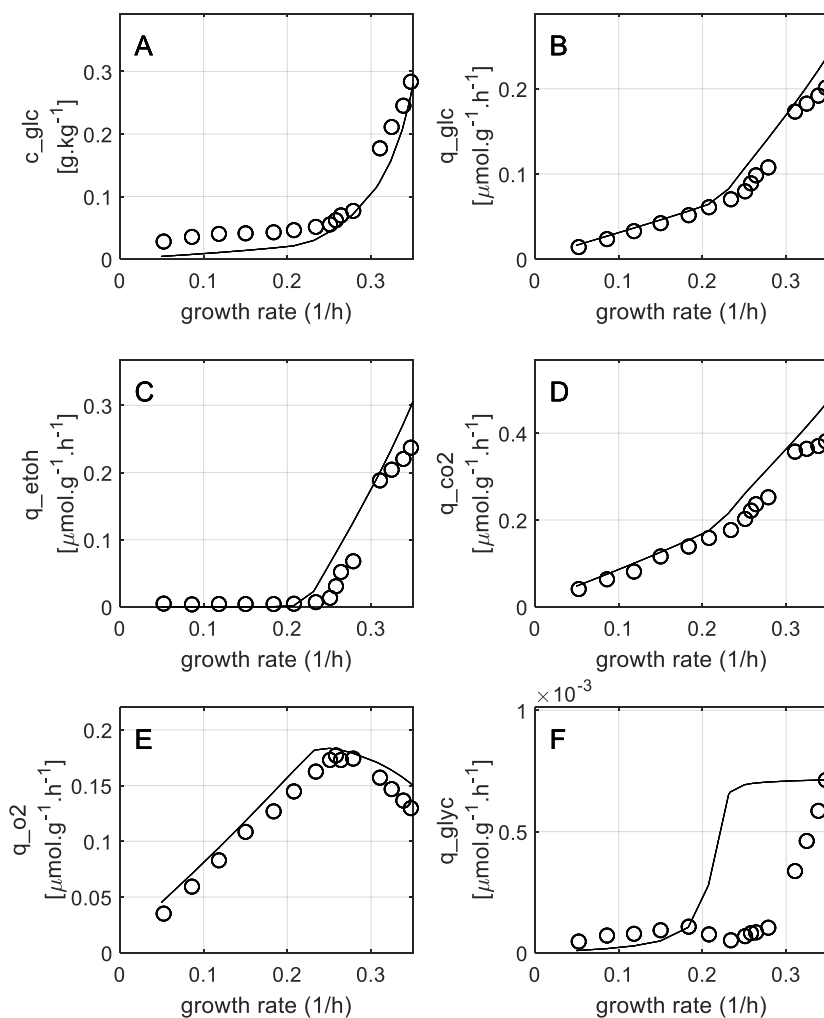 A
c_glc
[g.kg-1]
0.3
0.2
0.1
0
0 0.1 0.2 0.3
growth rate (1/h)
B
q_glc
[μmol.g-1.h-1]
0.2
0.1
0
0 0.1 0.2 0.3
growth rate (1/h)
C
q_etoh
[μmol.g-1.h-1]
0.3
0.2
0.1
0
0 0.1 0.2 0.3
growth rate (1/h)
D
q_co2
[μmol.g-1.h-1]
0.4
0.2
0
0 0.1 0.2 0.3
growth rate (1/h)
E
q_o2
[μmol.g-1.h-1]
0.2
0.15
0.1
0.05
0
0 0.1 0.2 0.3
growth rate (1/h)
×10-3
F
q_glyc
[μmol.g-1.h-1]
1
0.5
0
0 0.1 0.2 0.3
growth rate (1/h)